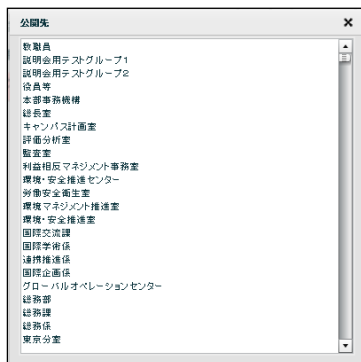 公開先
教職員
説明会用テストグループ1
説明会用テストグループ2
役員等
本部事務機構
総長室
キャンパス計画室
評価分析室
監査室
利益相反マネジメント事務室
環境・安全推進センター
労働安全衛生室
環境マネジメント推進室
環境・安全推進室
国際交流課
国際学術係
連携推進係
国際企画係
グローバルオペレーションセンター
総務部
総務課
総務係
東京分室